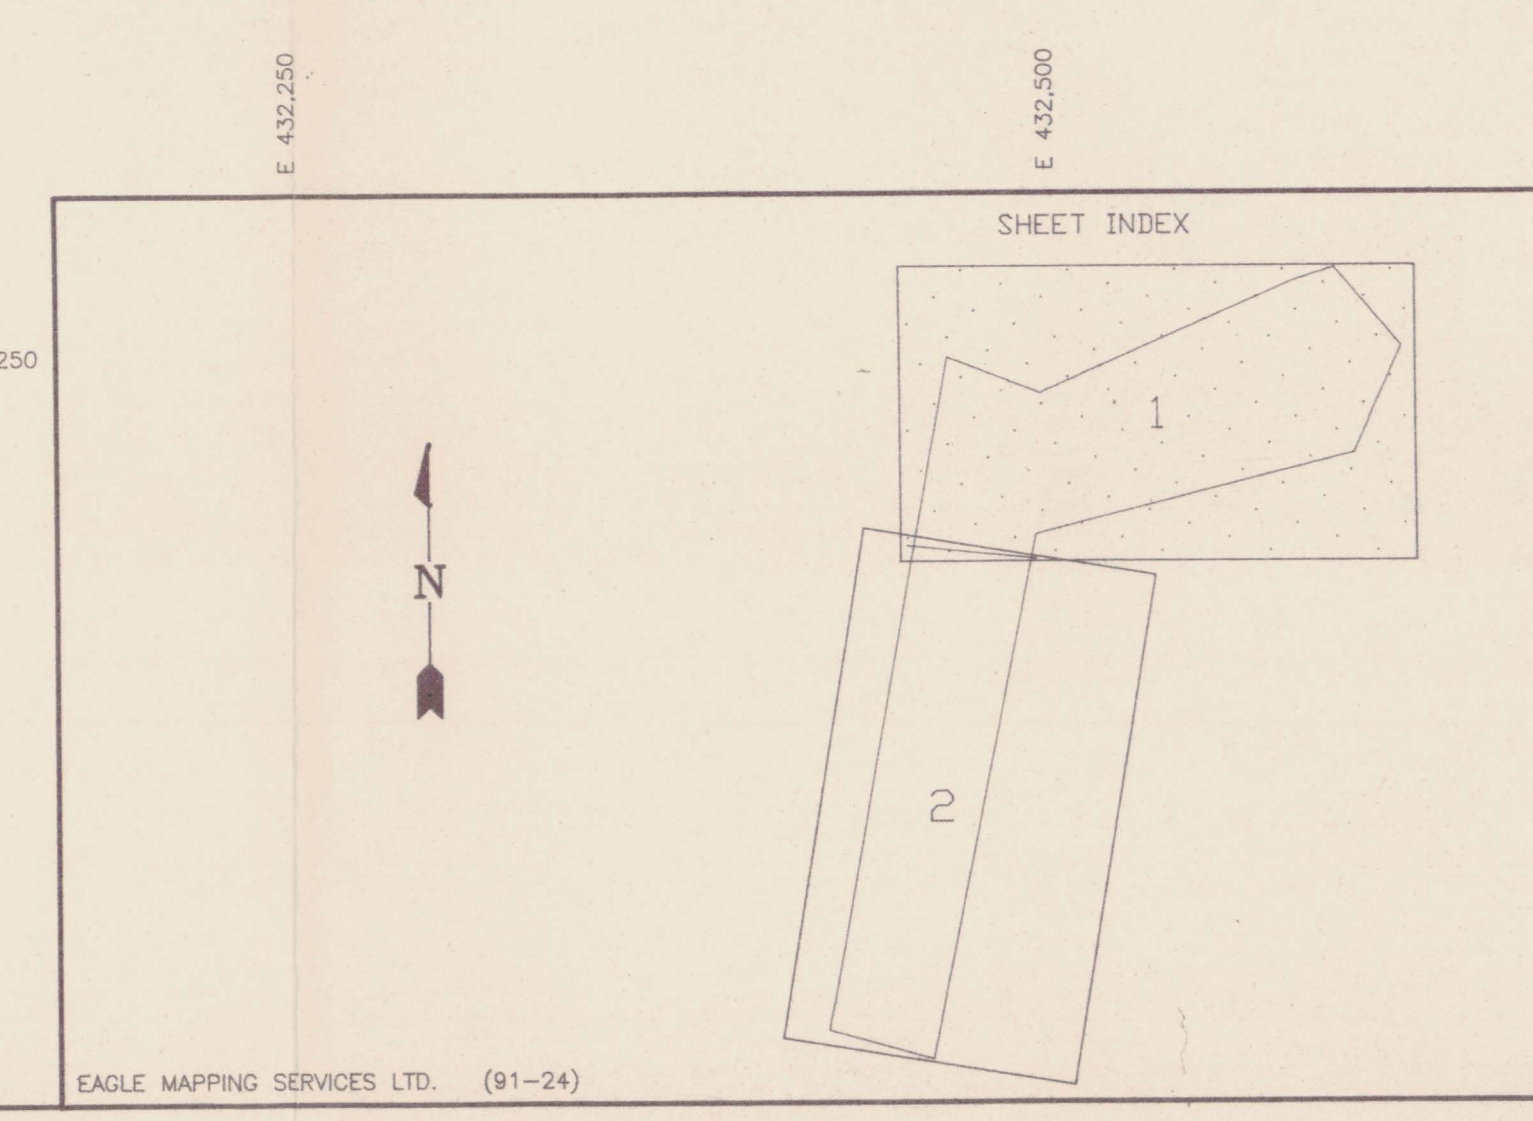 E 432,250
E 432,500
SHEET INDEX
250
1
N
2
EAGLE MAPPING SERVICES LTD. (91-24)